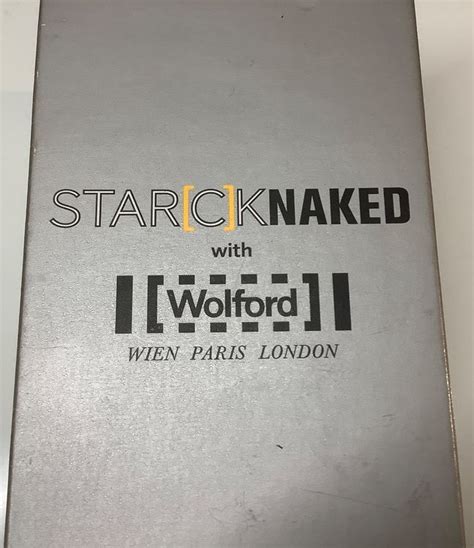 STAR[C]KNAKED
with
[Wolford]
WIEN PARIS LONDON